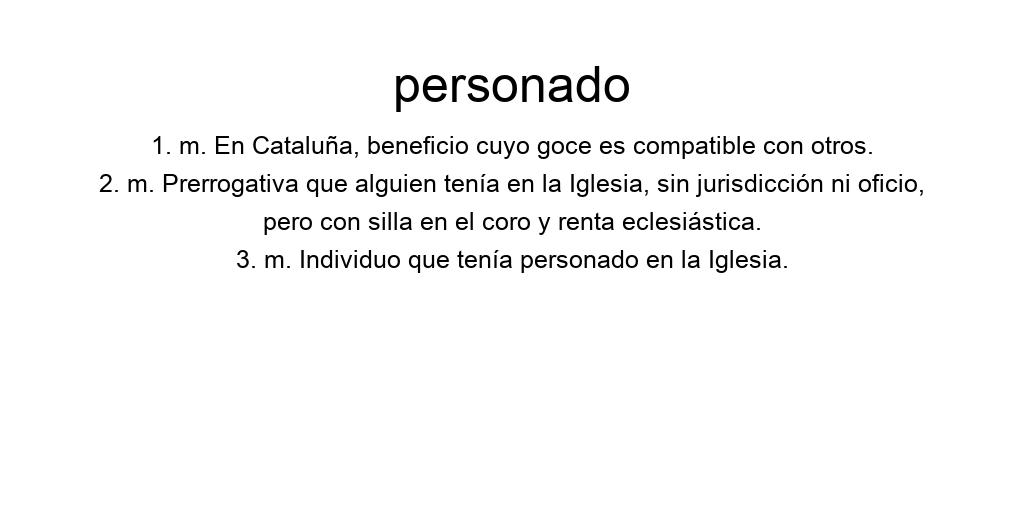 personado
1. m. En Cataluña, beneficio cuyo goce es compatible con otros.
2. m. Prerrogativa que alguien tenía en la Iglesia, sin jurisdicción ni oficio,
pero con silla en el coro y renta eclesiástica.
3. m. Individuo que tenía personado en la Iglesia.